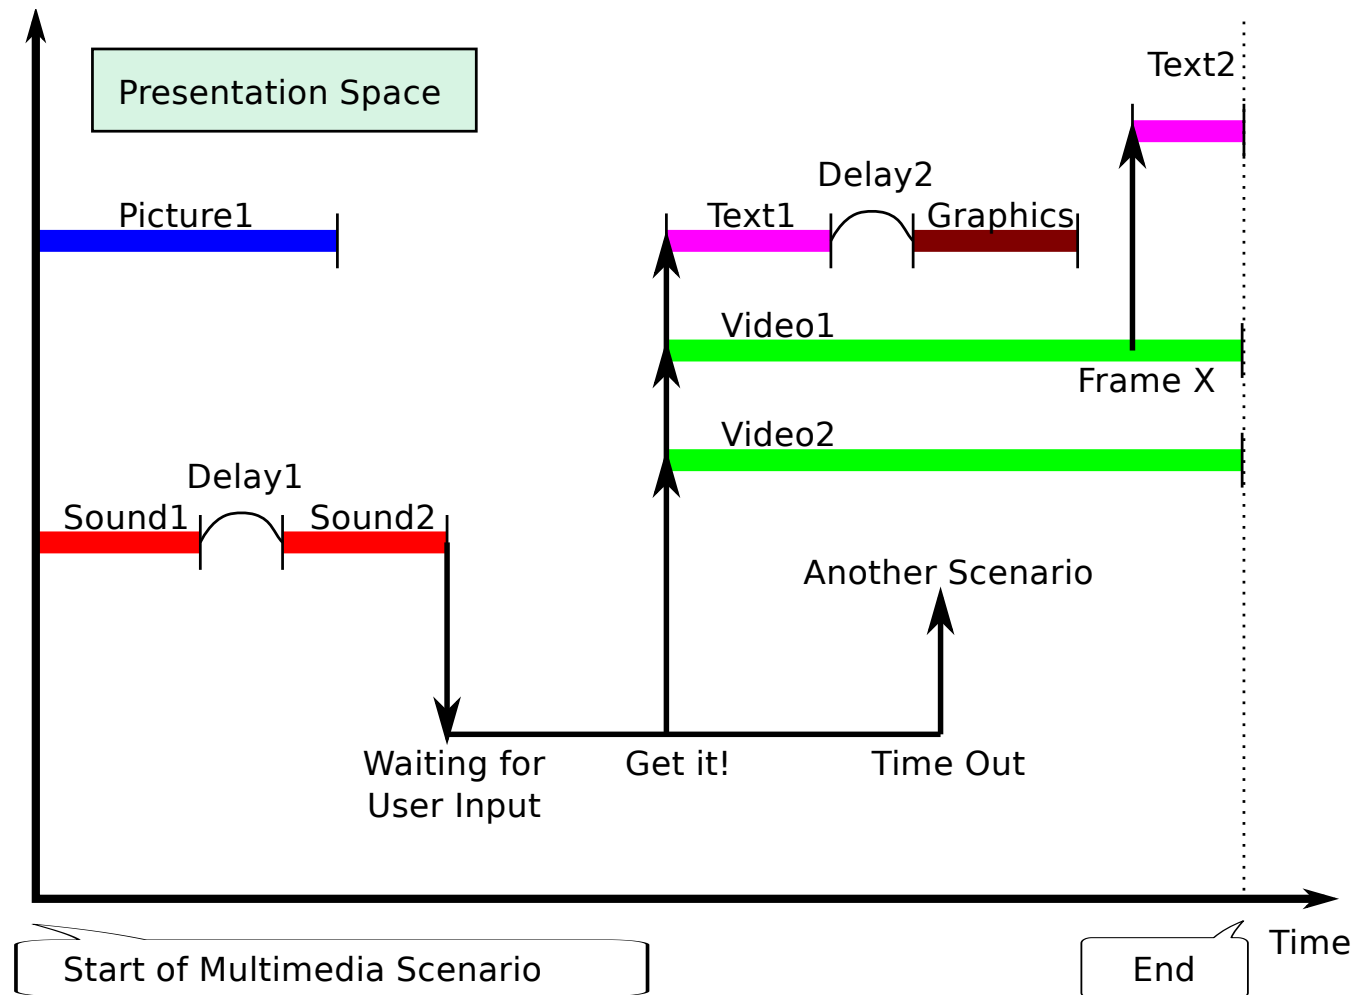 Text2
Presentation Space
Delay2
Picture1
Text1
Graphics
Video1
Frame X
Video2
Delay1
Sound1
Sound2
Another Scenario
Waiting for
User Input
Get it!
Time Out
Time
Start of Multimedia Scenario
End